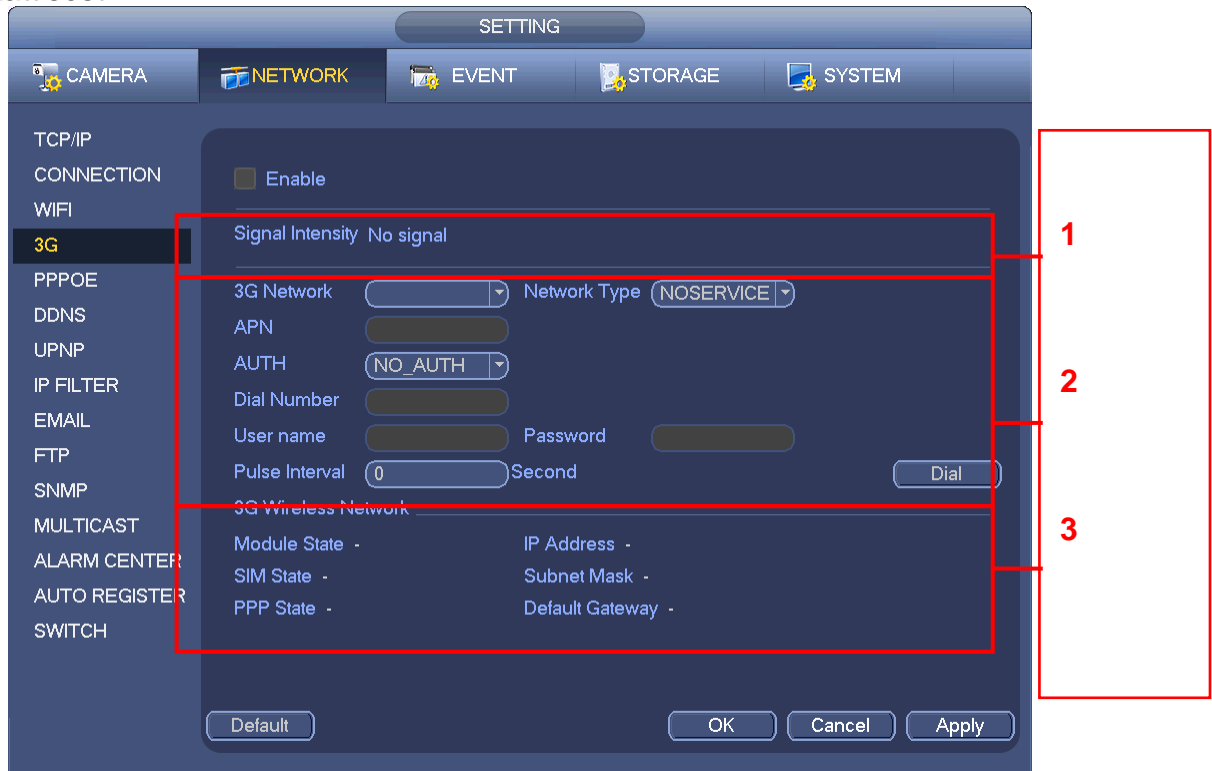 SETTING
CAMERA NETWORK EVENT STORAGE SYSTEM
TCP/IP
CONNECTION
WIFI
3G
PPPOE
DDNS
UPNP
IP FILTER
EMAIL
FTP
SNMP
MULTICAST
ALARM CENTER
AUTO REGISTER
SWITCH
Enable
Signal Intensity No signal
3G Network Network Type NOSERVICE
APN
AUTH NO_AUTH
Dial Number
User name Password
Pulse Interval 0 Second Dial
3G Wireless Network
Module State - IP Address -
SIM State - Subnet Mask -
PPP State - Default Gateway -
Default OK Cancel Apply
1
2
3